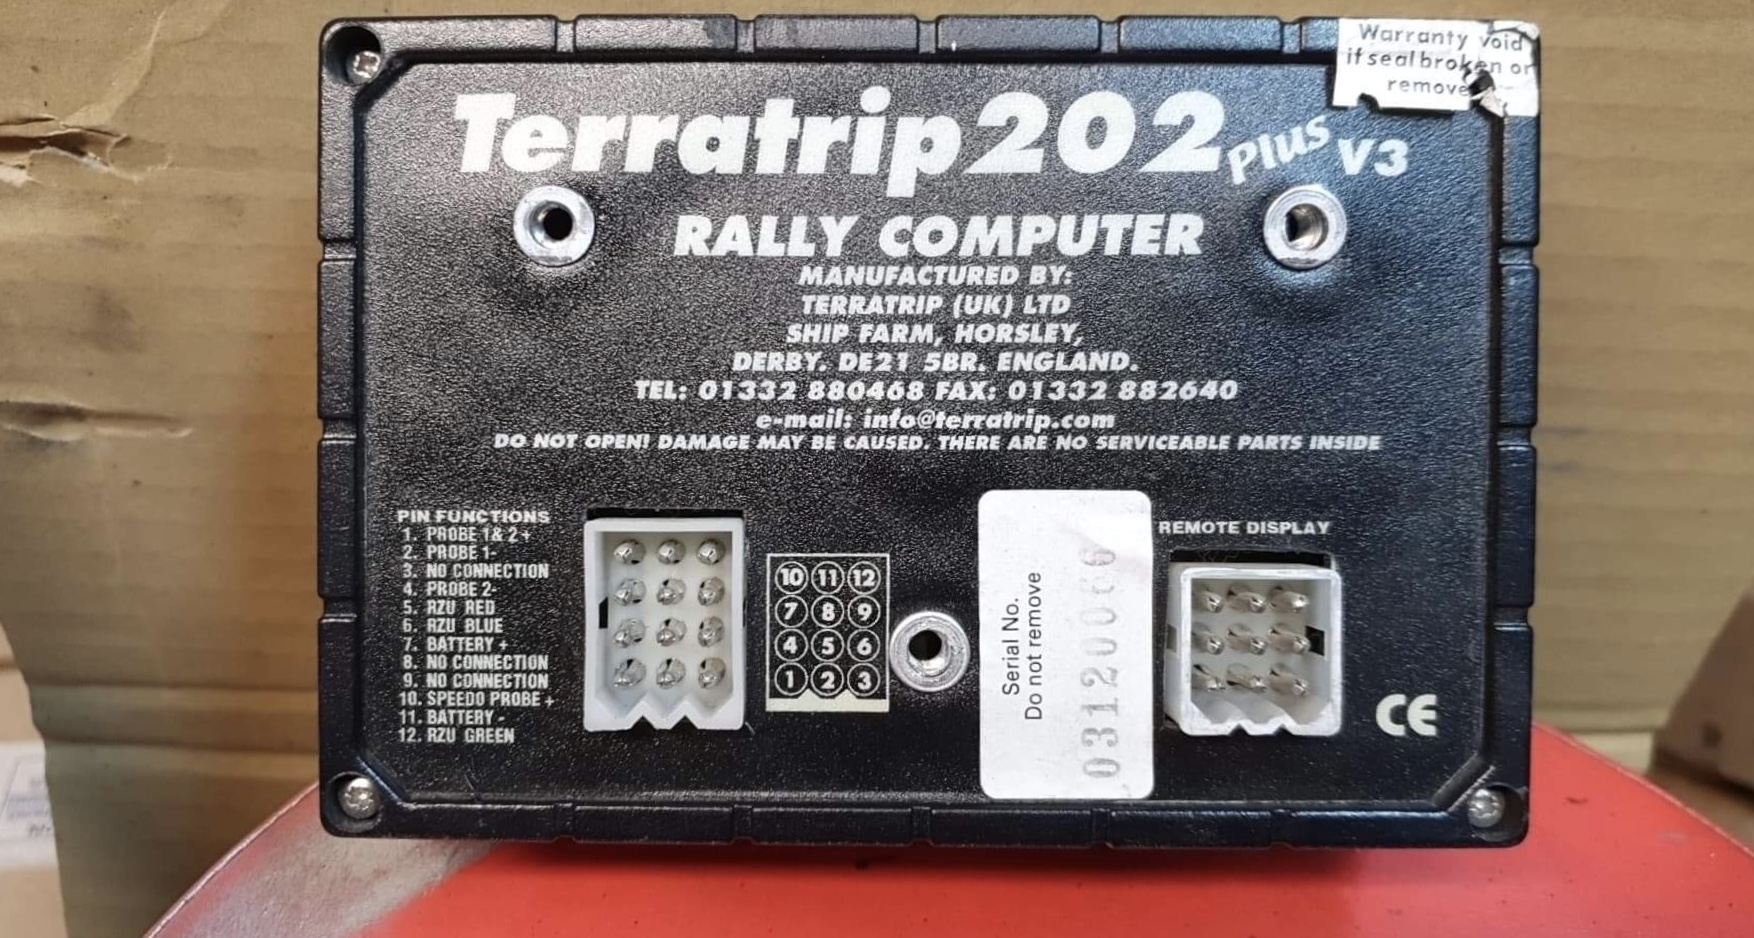 Warranty void
if seal broken or
remove
Terratrip 202 Plus V3
RALLY COMPUTER
MANUFACTURED BY:
TERRATRIP (UK) LTD
SHIP FARM, HORSLEY,
DERBY. DE21 5BR. ENGLAND.
TEL: 01332 880468 FAX: 01332 882640
e-mail: info@terratrip.com
DO NOT OPEN! DAMAGE MAY BE CAUSED. THERE ARE NO SERVICEABLE PARTS INSIDE
PIN FUNCTIONS
1. PROBE 1& 2+
2. PROBE 1-
3. NO CONNECTION
4. PROBE 2-
5. RZU RED
6. RZU BLUE
7. BATTERY +
8. NO CONNECTION
9. NO CONNECTION
10. SPEEDO PROBE +
11. BATTERY -
12. RZU GREEN
10 11 12
7 8 9
4 5 6
1 2 3
Serial No.
Do not remove
REMOTE DISPLAY
CE